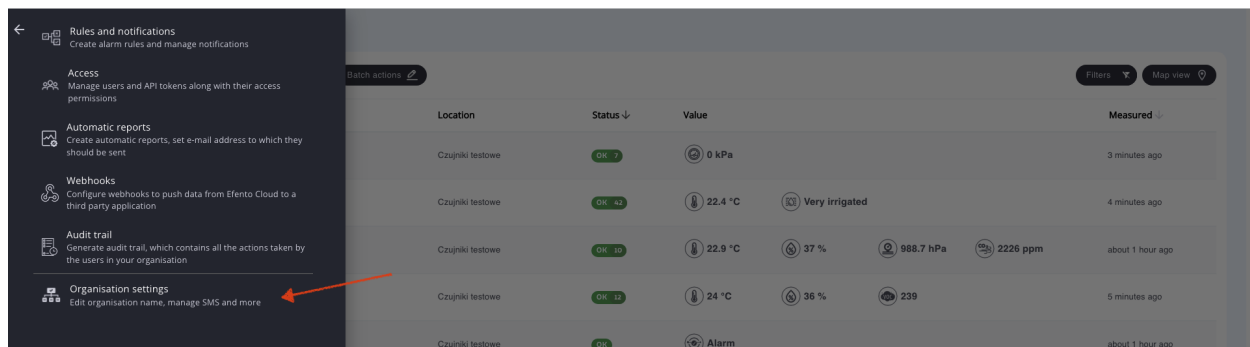 Rules and notifications
Create alarm rules and manage notifications
Access
Manage users and API tokens along with their access
permissions
Automatic reports
Create automatic reports, set e-mail address to which they
should be sent
Webhooks
Configure webhooks to push data from Efento Cloud to a
third party application
Audit trail
Generate audit trail, which contains all the actions taken by
the users in your organisation
Organisation settings
Edit organisation name, manage SMS and more
Batch actions Filters Map view
Location Status Value Measured
Czujniki testowe OK 7 0 kPa 3 minutes ago
Czujniki testowe OK 42 22.4 °C Very irrigated 4 minutes ago
Czujniki testowe OK 10 22.9 °C 37 % 988.7 hPa CO₂ 2226 ppm about 1 hour ago
Czujniki testowe OK 12 24 °C 36 % 239 5 minutes ago
Czujniki testowe OK Alarm about 1 hour ago